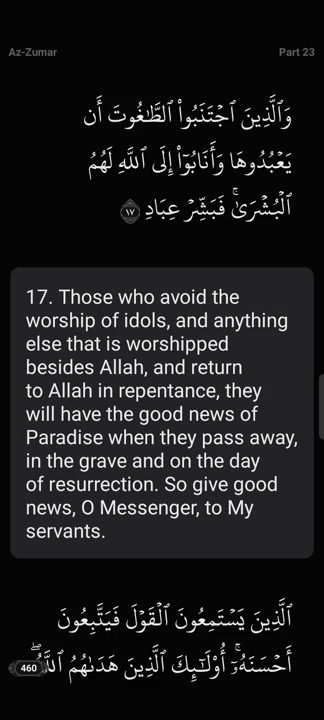 Az-Zumar
Part 23
وَٱلَّذِينَ ٱجۡتَنَبُواْ ٱلطَّٰغُوتَ أَن
يَعۡبُدُوهَا وَأَنَابُوٓاْ إِلَى ٱللَّهِ لَهُمُ
ٱلۡبُشۡرَىٰۚ فَبَشِّرۡ عِبَادِ ١٧
17. Those who avoid the
worship of idols, and anything
else that is worshipped
besides Allah, and return
to Allah in repentance, they
will have the good news of
Paradise when they pass away,
in the grave and on the day
of resurrection. So give good
news, O Messenger, to My
servants.
ٱلَّذِينَ يَسۡتَمِعُونَ ٱلۡقَوۡلَ فَيَتَّبِعُونَ
أَحۡسَنَهُۥٓۚ أُوْلَٰٓئِكَ ٱلَّذِينَ هَدَىٰهُمُ ٱللَّهُۖ
460